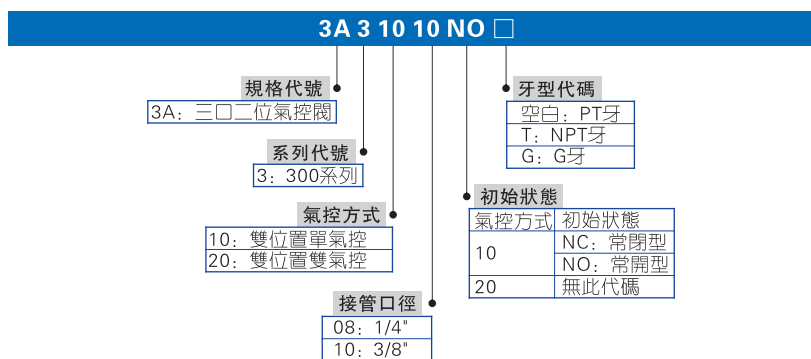 3A 3 10 10 NO □
規格代號
3A：三口二位氣控閥
系列代號
3：300系列
氣控方式
10：雙位置單氣控
20：雙位置雙氣控
接管口徑
08：1/4"
10：3/8"
牙型代碼
空白：PT牙
T：NPT牙
G：G牙
初始狀態
氣控方式 初始狀態
10 NC：常閉型
NO：常開型
20 無此代碼